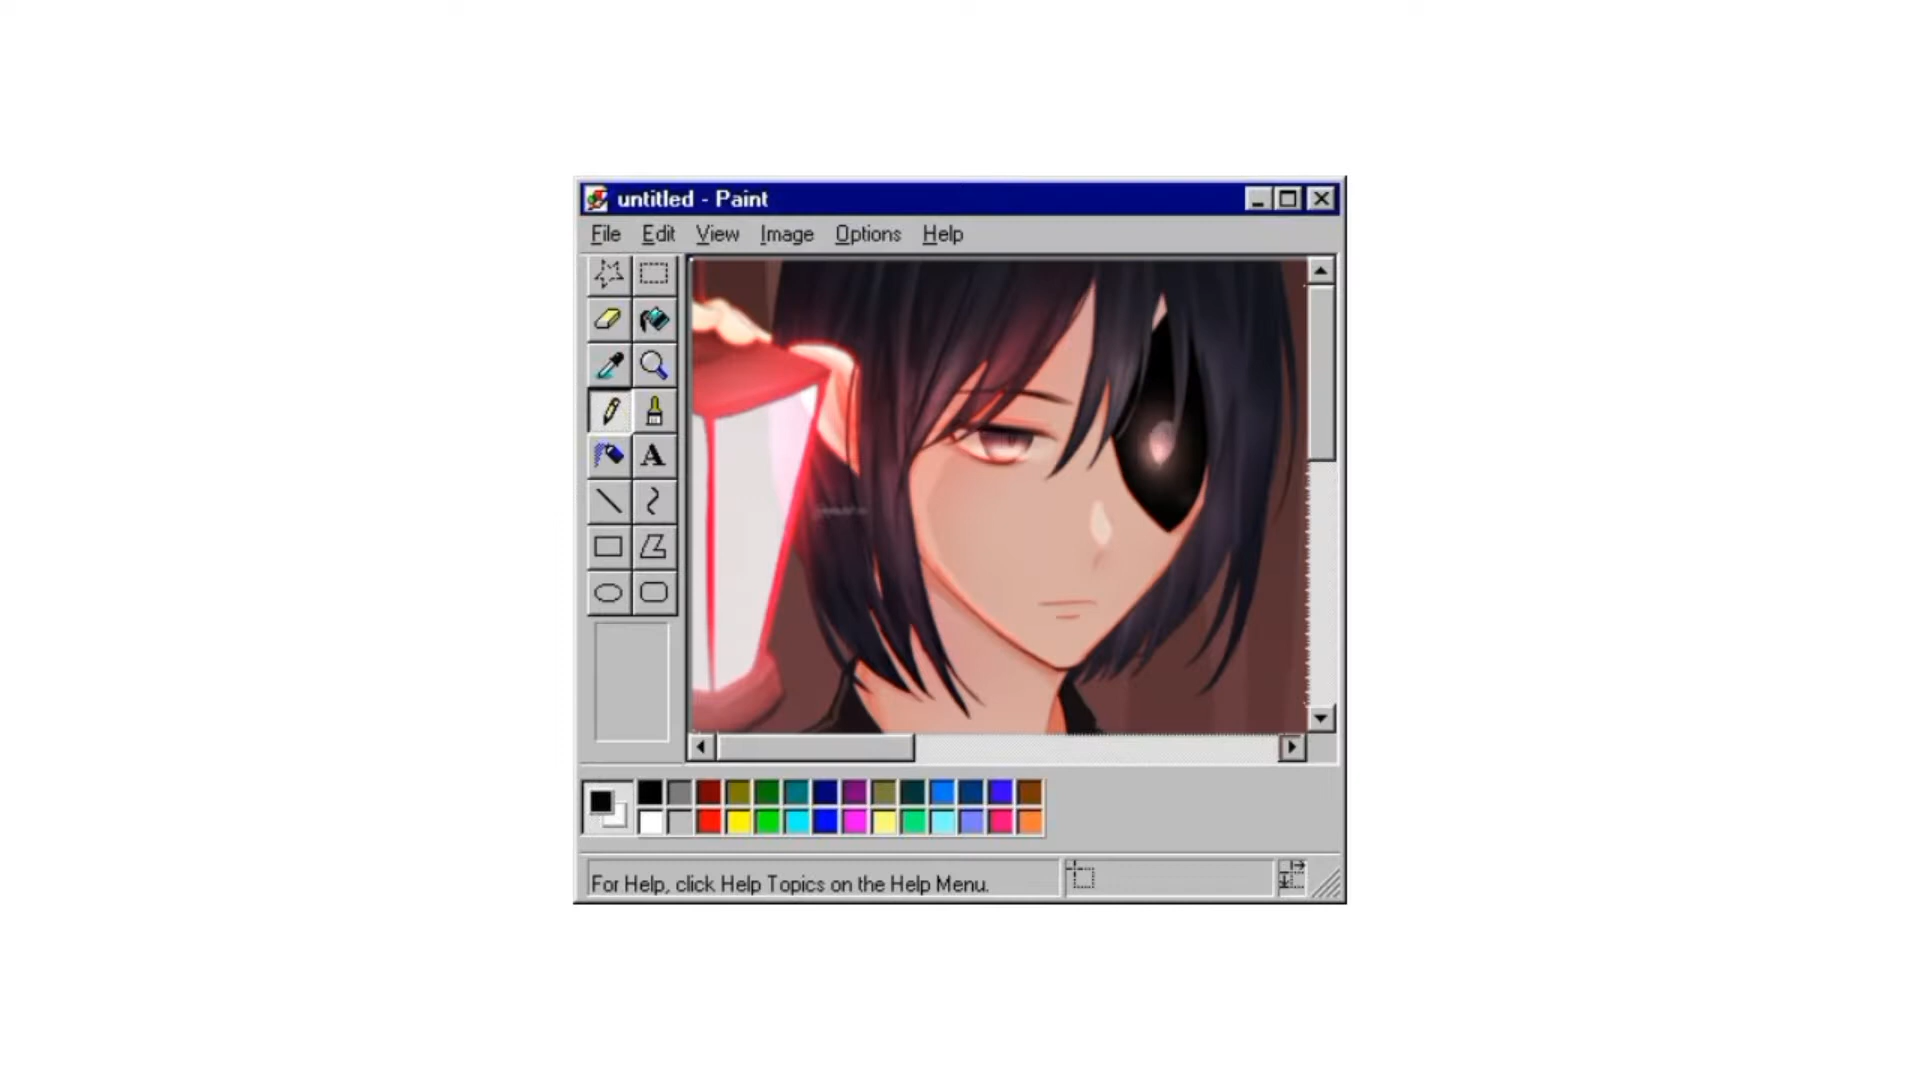 untitled - Paint
File Edit View Image Options Help
A
For Help, click Help Topics on the Help Menu.